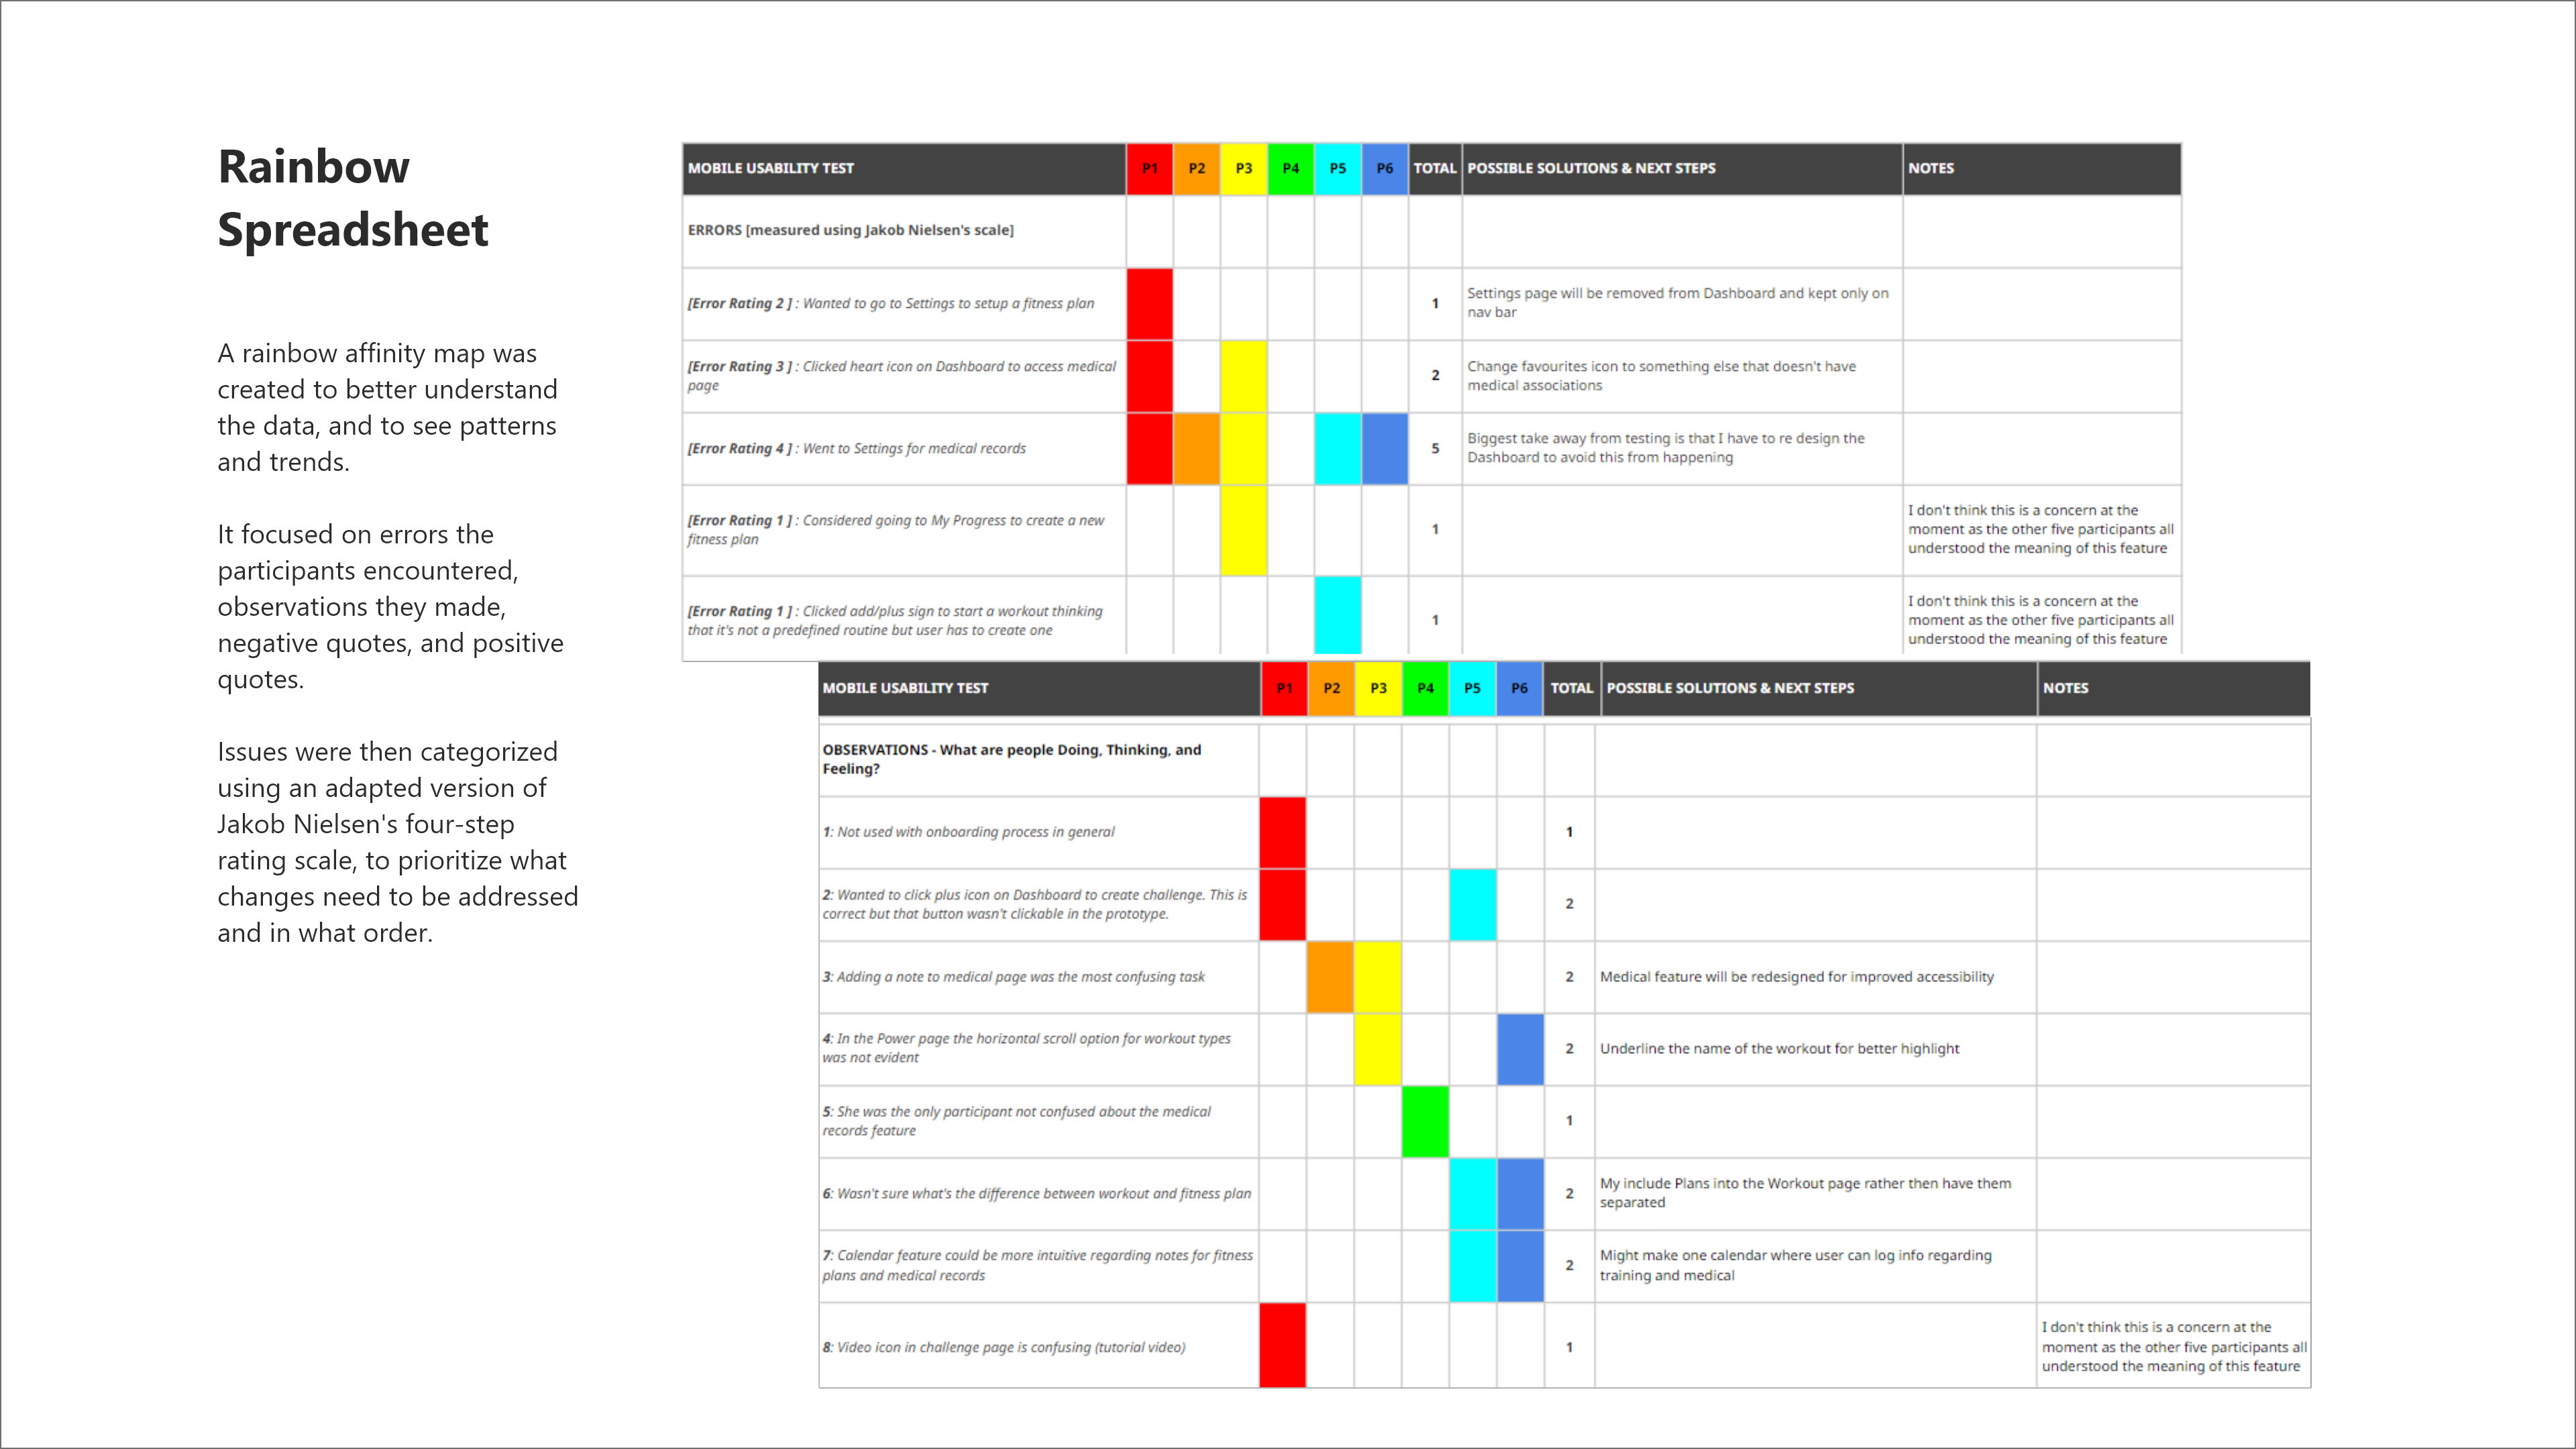 Rainbow
Spreadsheet
A rainbow affinity map was
created to better understand
the data, and to see patterns
and trends.
It focused on errors the
participants encountered,
observations they made,
negative quotes, and positive
quotes.
Issues were then categorized
using an adapted version of
Jakob Nielsen's four-step
rating scale, to prioritize what
changes need to be addressed
and in what order.
MOBILE USABILITY TEST P1 P2 P3 P4 P5 P6 TOTAL POSSIBLE SOLUTIONS & NEXT STEPS NOTES
ERRORS [measured using Jakob Nielsen's scale]
[Error Rating 2 ] : Wanted to go to Settings to setup a fitness plan
1
Settings page will be removed from Dashboard and kept only on
nav bar
[Error Rating 3 ] : Clicked heart icon on Dashboard to access medical
page
2
Change favourites icon to something else that doesn't have
medical associations
[Error Rating 4 ] : Went to Settings for medical records
5
Biggest take away from testing is that I have to re design the
Dashboard to avoid this from happening
[Error Rating 1 ] : Considered going to My Progress to create a new
fitness plan
1
I don't think this is a concern at the
moment as the other five participants all
understood the meaning of this feature
[Error Rating 1 ] : Clicked add/plus sign to start a workout thinking
that it's not a predefined routine but user has to create one
1
I don't think this is a concern at the
moment as the other five participants all
understood the meaning of this feature
MOBILE USABILITY TEST P1 P2 P3 P4 P5 P6 TOTAL POSSIBLE SOLUTIONS & NEXT STEPS NOTES
OBSERVATIONS - What are people Doing, Thinking, and
Feeling?
1: Not used with onboarding process in general
1
2: Wanted to click plus icon on Dashboard to create challenge. This is
correct but that button wasn't clickable in the prototype.
2
3: Adding a note to medical page was the most confusing task
2
Medical feature will be redesigned for improved accessibility
4: In the Power page the horizontal scroll option for workout types
was not evident
2
Underline the name of the workout for better highlight
5: She was the only participant not confused about the medical
records feature
1
6: Wasn't sure what's the difference between workout and fitness plan
2
My include Plans into the Workout page rather then have them
separated
7: Calendar feature could be more intuitive regarding notes for fitness
plans and medical records
2
Might make one calendar where user can log info regarding
training and medical
8: Video icon in challenge page is confusing (tutorial video)
1
I don't think this is a concern at the
moment as the other five participants all
understood the meaning of this feature